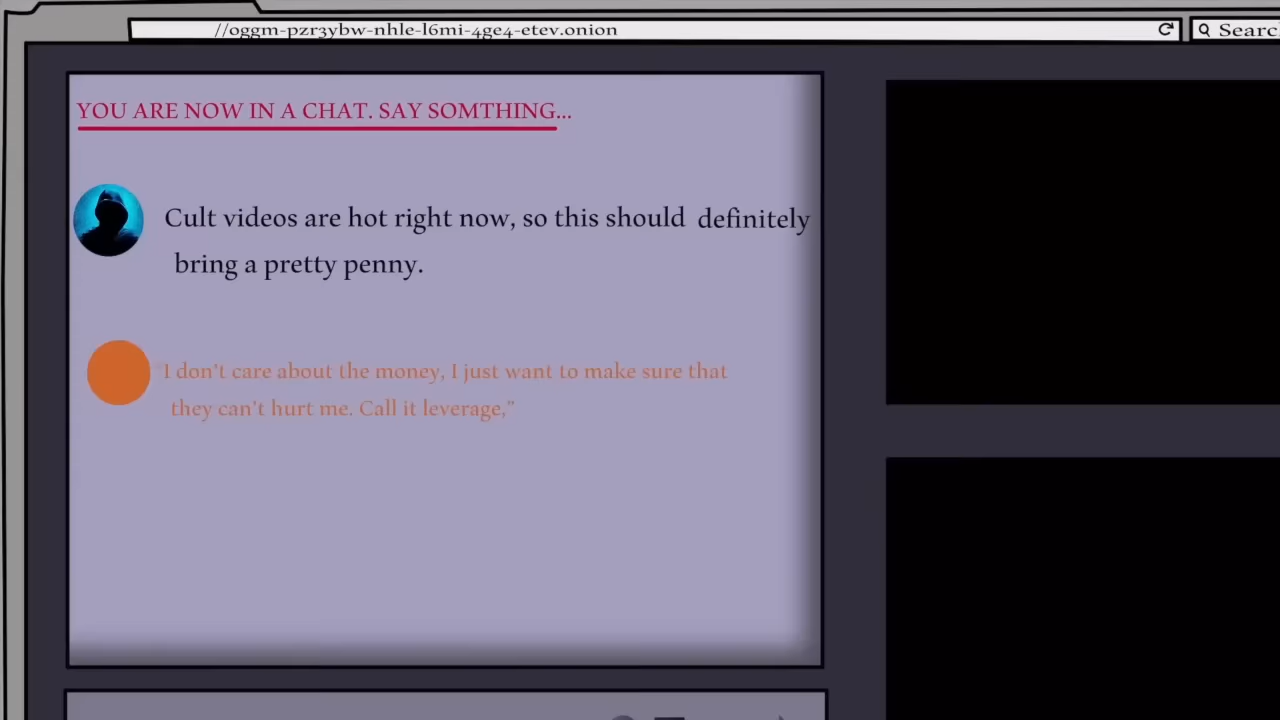 //oggm-pzr3ybw-nhle-l6mi-4ge4-etev.onion
Searc
YOU ARE NOW IN A CHAT. SAY SOMTHING...
Cult videos are hot right now, so this should definitely
bring a pretty penny.
"I don't care about the money, I just want to make sure that
they can't hurt me. Call it leverage,"